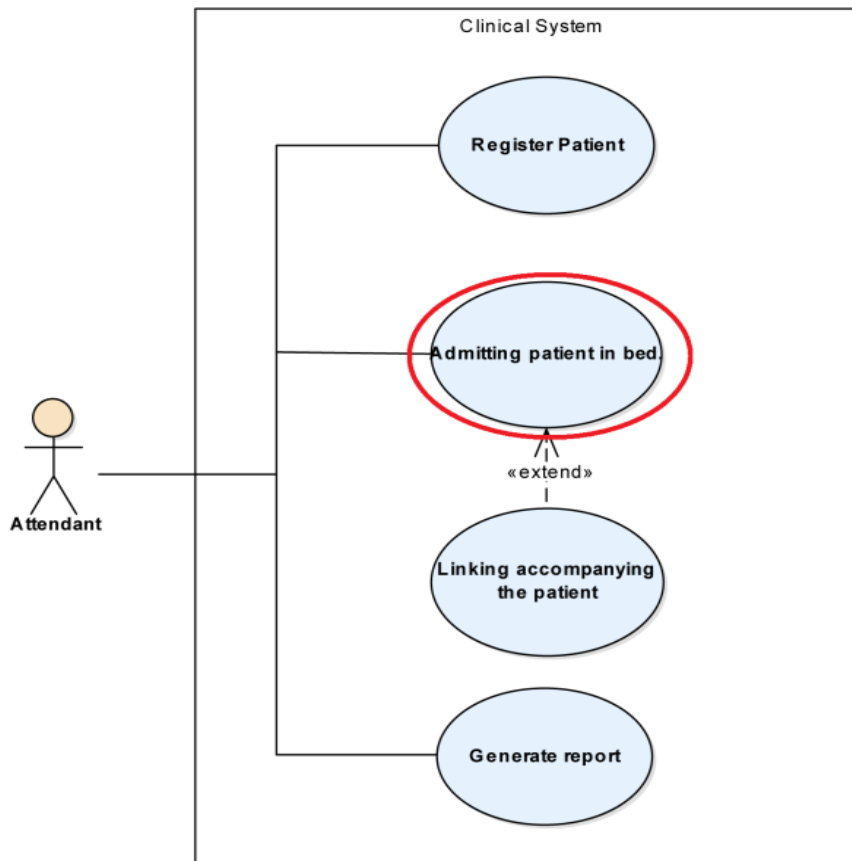 Clinical System
Register Patient
Admitting patient in bed.
«extend»
Attendant
Linking accompanying
the patient
Generate report